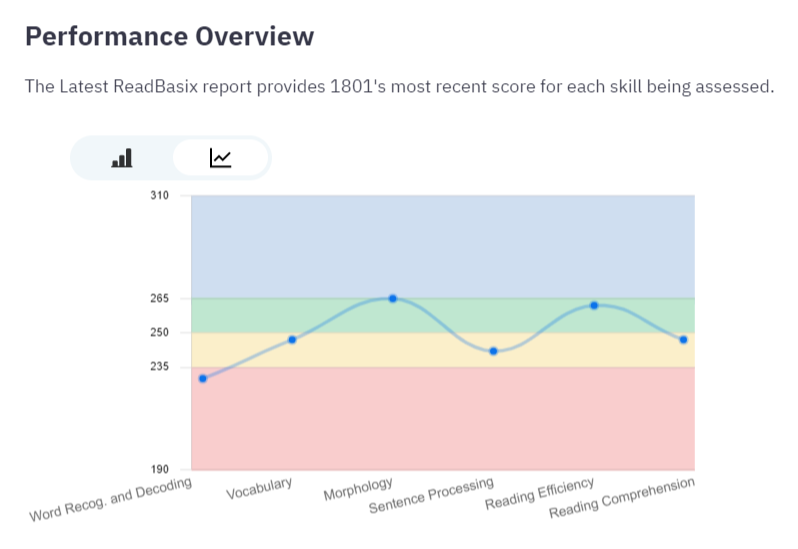 Performance Overview
The Latest ReadBasix report provides 1801's most recent score for each skill being assessed.
310
265
250
235
190
Word Recog. and Decoding
Vocabulary
Morphology
Sentence Processing
Reading Efficiency
Reading Comprehension